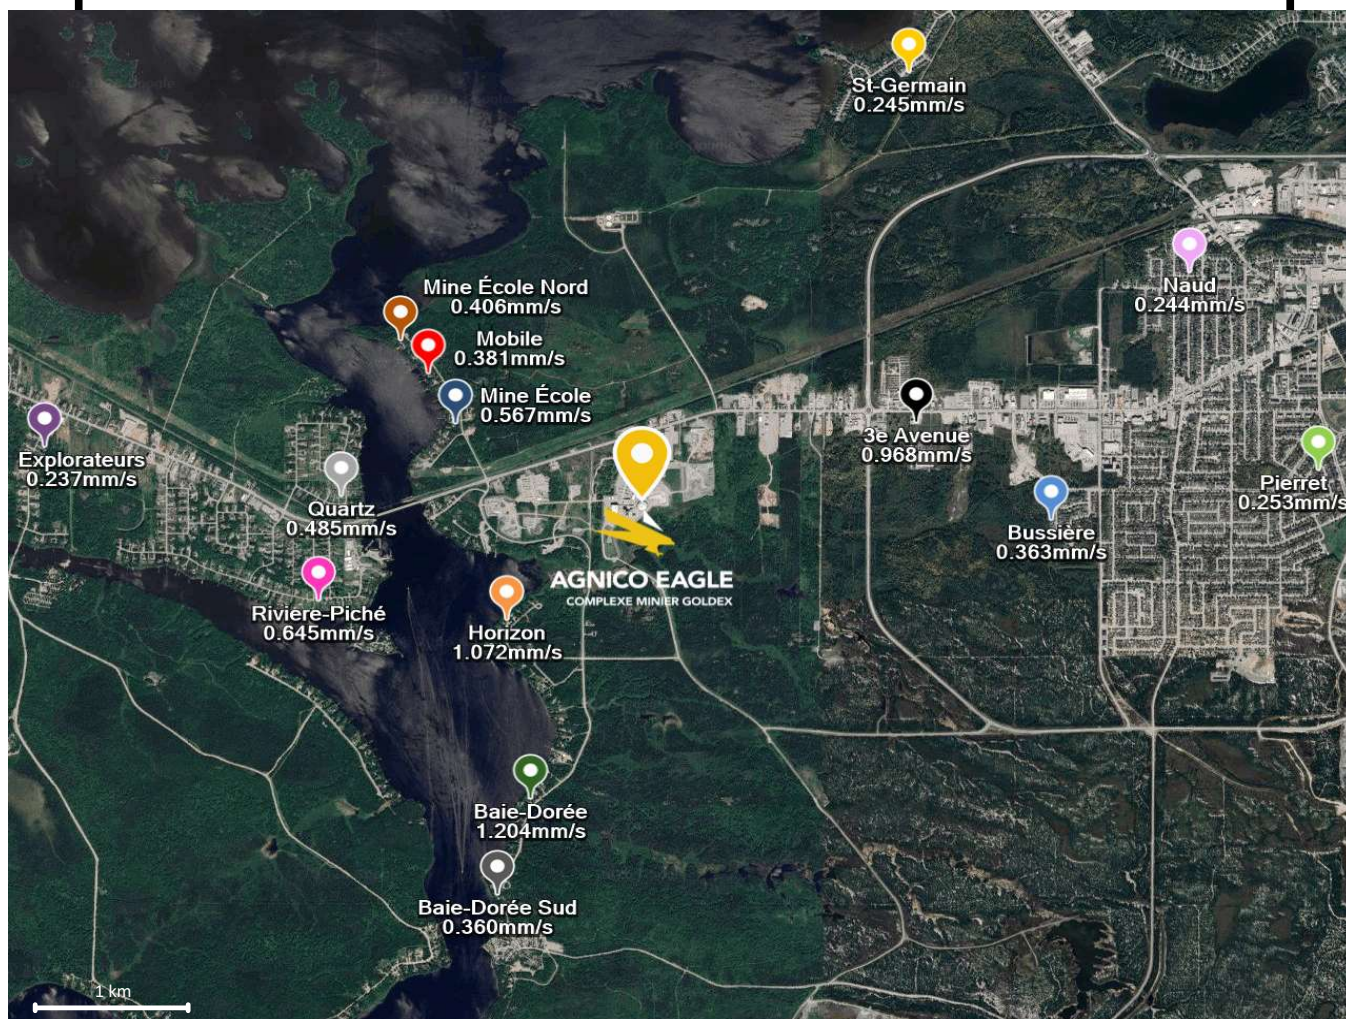 St-Germain
0.245mm/s
Naud
0.244mm/s
Mine École Nord
0.406mm/s
Mobile
0.381mm/s
Mine École
0.567mm/s
3e Avenue
0.968mm/s
Explorateurs
0.237mm/s
Quartz
0.485mm/s
Pierret
0.253mm/s
Bussière
0.363mm/s
AGNICO EAGLE
COMPLEXE MINIER GOLDEX
Riviere-Piché
0.645mm/s
Horizon
1.072mm/s
Baie-Dorée
1.204mm/s
Baie-Dorée Sud
0.360mm/s
1 km